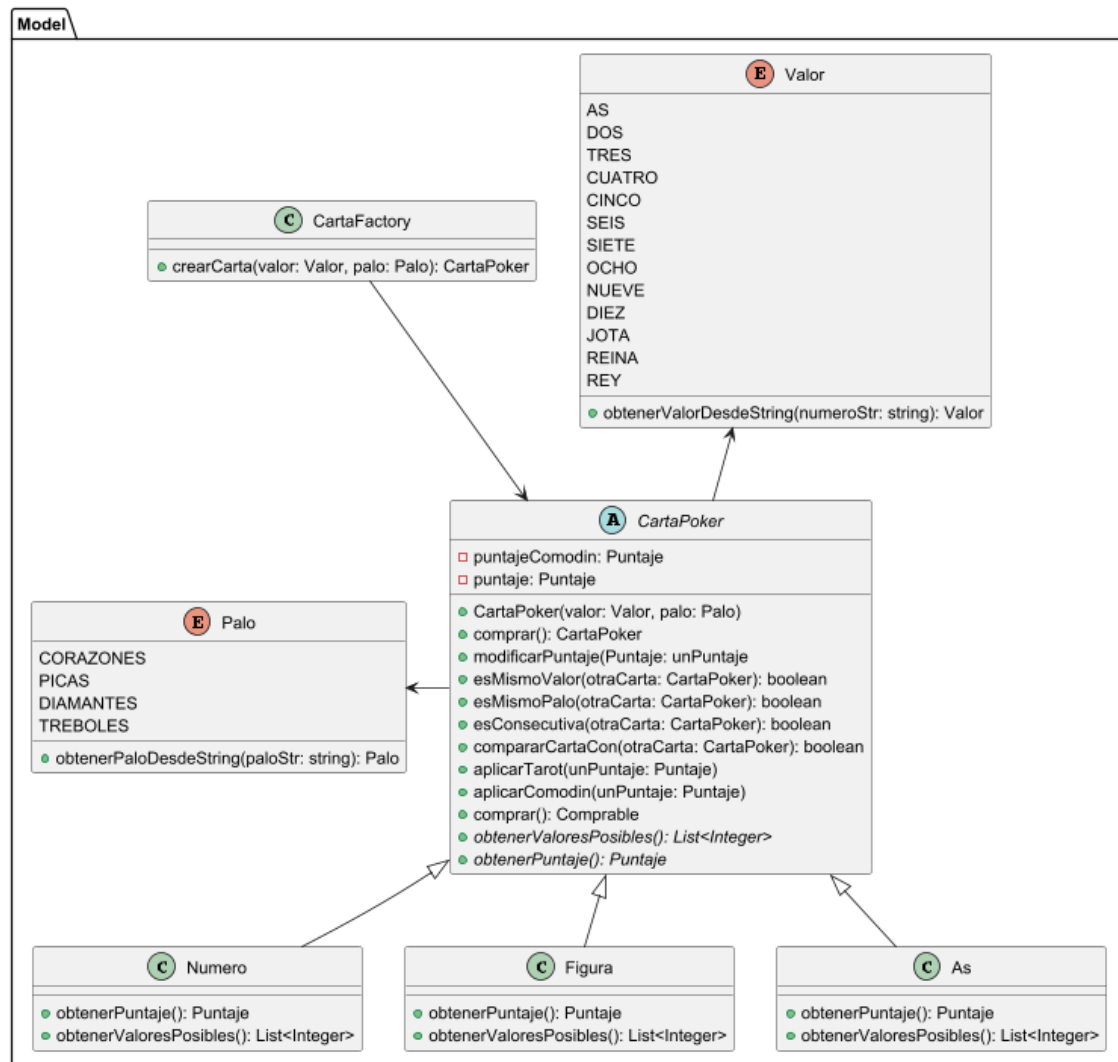 Model
E Valor
AS
DOS
TRES
CUATRO
CINCO
SEIS
SIETE
OCHO
NUEVE
DIEZ
JOTA
REINA
REY
obtenerValorDesdeString(numeroStr: string): Valor
C CartaFactory
crearCarta(valor: Valor, palo: Palo): CartaPoker
A CartaPoker
puntajeComodin: Puntaje
puntaje: Puntaje
CartaPoker(valor: Valor, palo: Palo)
comprar(): CartaPoker
modificarPuntaje(Puntaje: unPuntaje
esMismoValor(otraCarta: CartaPoker): boolean
esMismoPalo(otraCarta: CartaPoker): boolean
esConsecutiva(otraCarta: CartaPoker): boolean
compararCartaCon(otraCarta: CartaPoker): boolean
aplicarTarot(unPuntaje: Puntaje)
aplicarComodin(unPuntaje: Puntaje)
comprar(): Comprable
obtenerValoresPosibles(): List<Integer>
obtenerPuntaje(): Puntaje
E Palo
CORAZONES
PICAS
DIAMANTES
TREBOLES
obtenerPaloDesdeString(paloStr: string): Palo
C Numero
obtenerPuntaje(): Puntaje
obtenerValoresPosibles(): List<Integer>
C Figura
obtenerPuntaje(): Puntaje
obtenerValoresPosibles(): List<Integer>
C As
obtenerPuntaje(): Puntaje
obtenerValoresPosibles(): List<Integer>